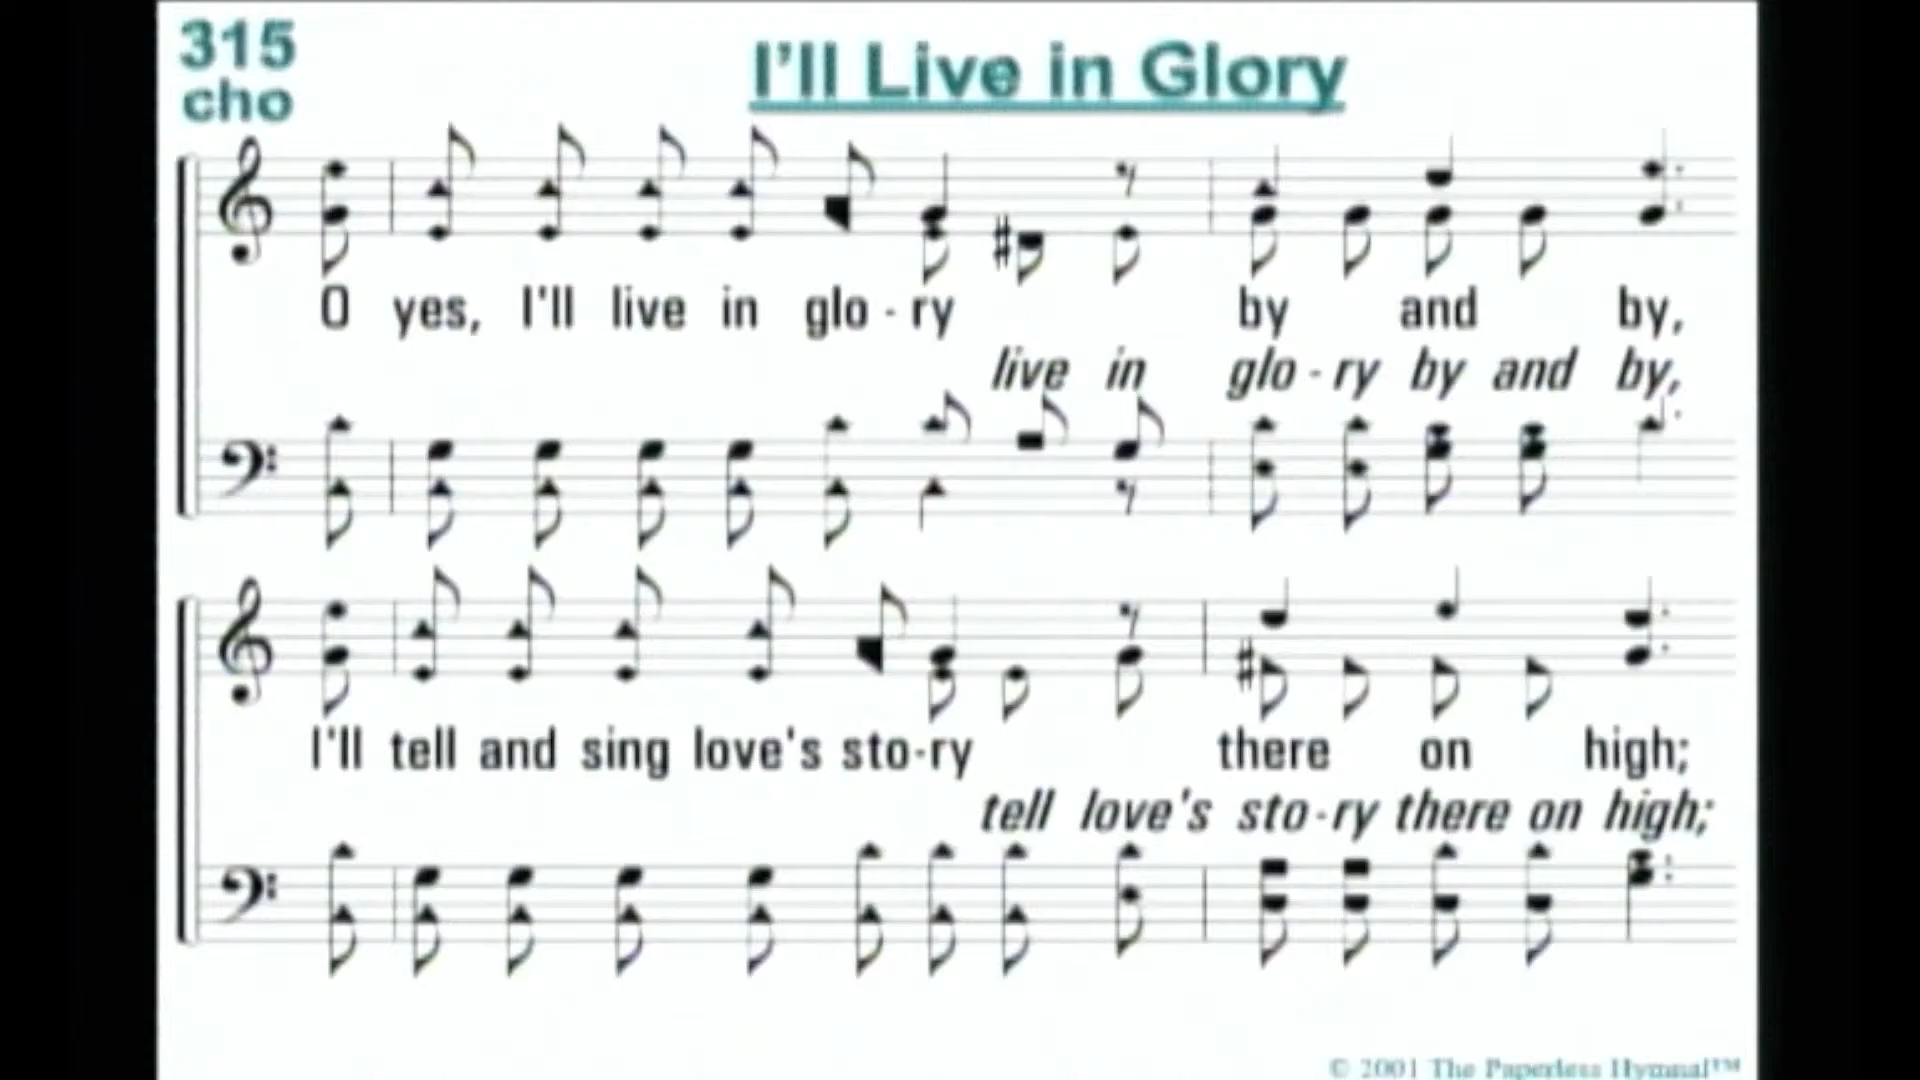 315
cho
I'll Live in Glory
O yes, I'll live in glo - ry by and by,
live in glo - ry by and by,
I'll tell and sing love's sto - ry there on high;
tell love's sto - ry there on high;
© 2001 The Paperless Hymnal™